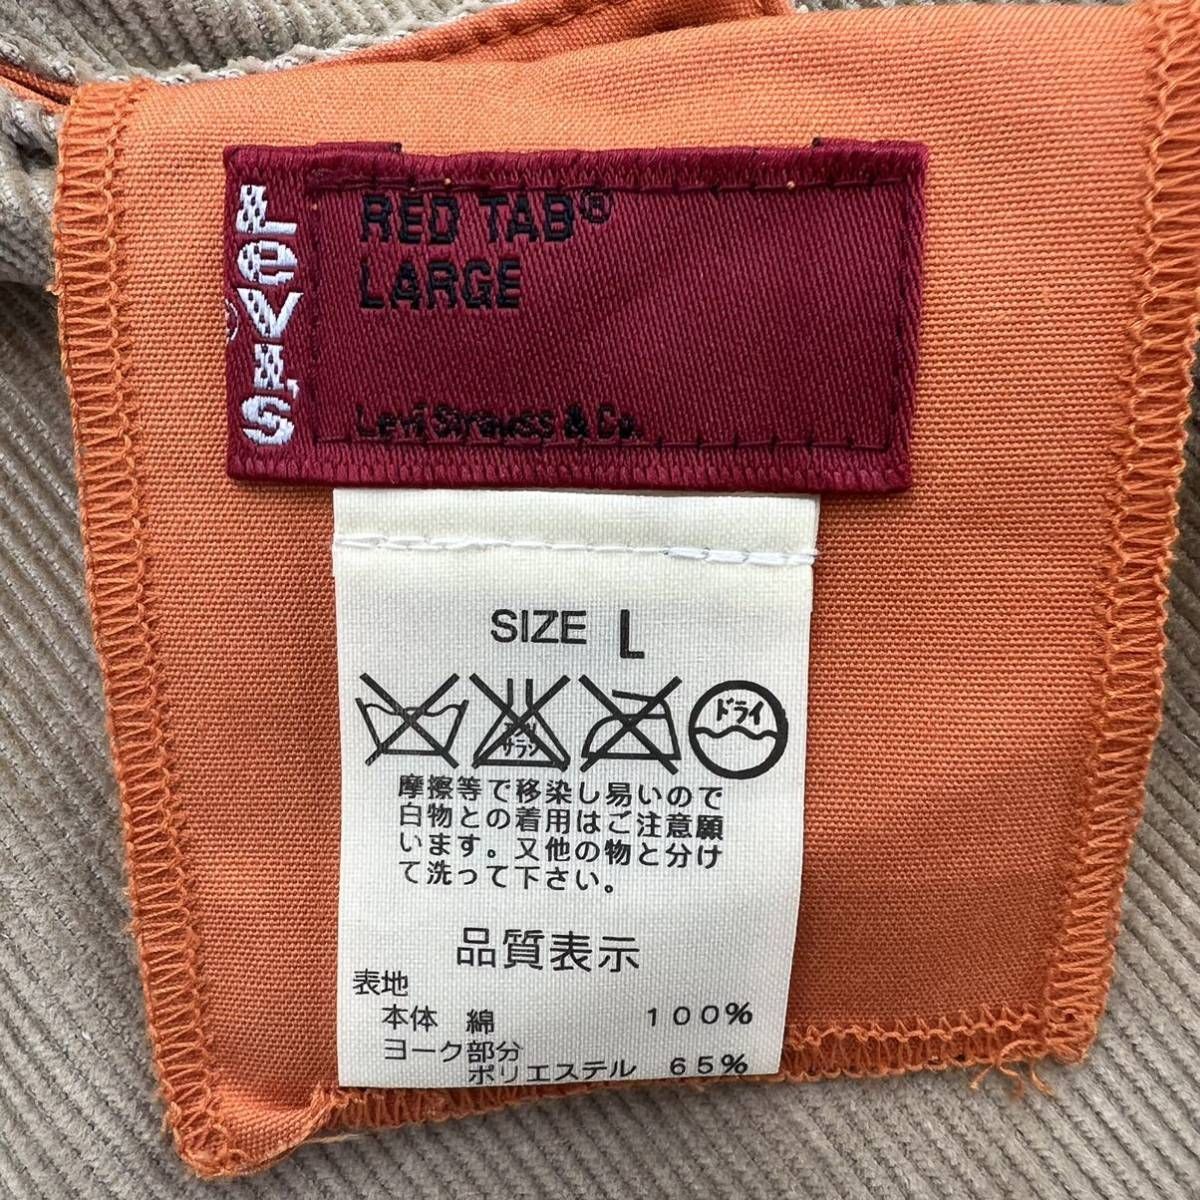 LEVI'S
®
RED TAB®
LARGE
Levi Strauss & Co.
SIZE L
エンソ
サラシ
ドライ
摩擦等で移染し易いので
白物との着用はご注意願
います。又他の物と分け
て洗って下さい。
品質表示
表地
本体 綿 100%
ヨーク部分
ポリエステル 65%